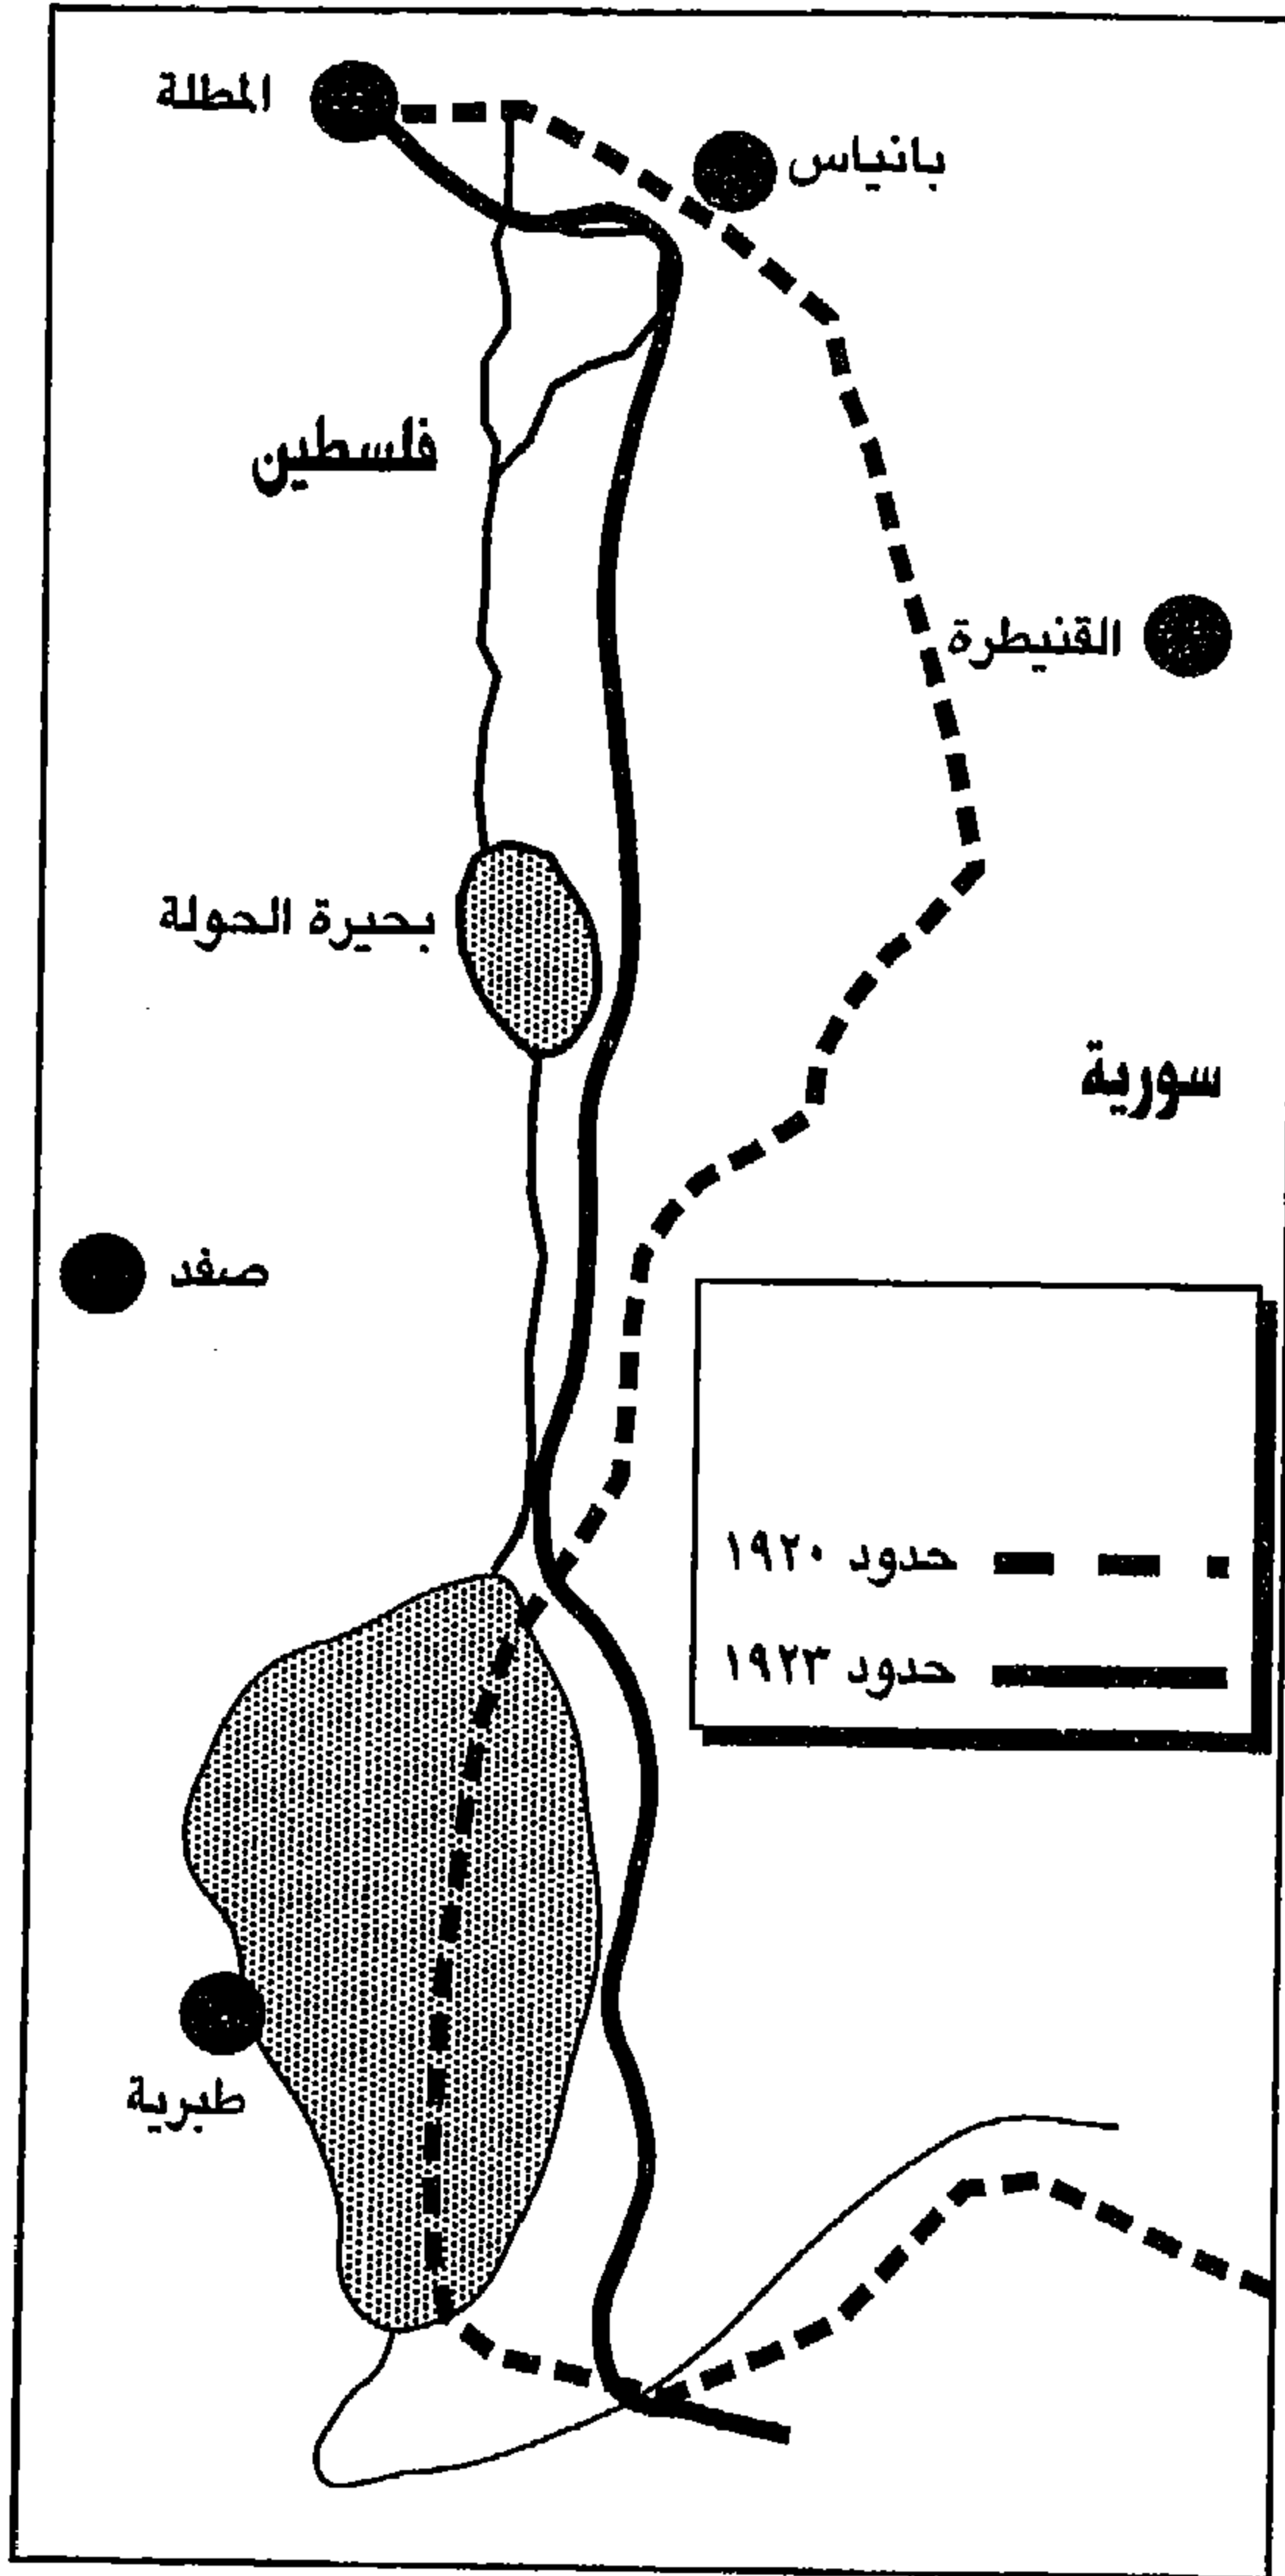 المطلة
بانياس
فلسطين
القنيطرة
بحيرة الحولة
سورية
صفد
حدود ١٩٢٠
حدود ١٩٢٣
طبرية